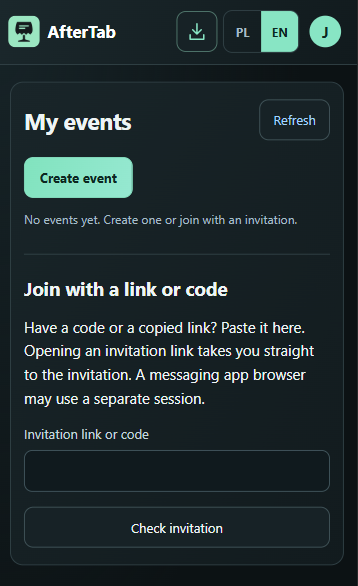 AfterTab
PL
EN
J
My events
Refresh
Create event
No events yet. Create one or join with an invitation.
Join with a link or code
Have a code or a copied link? Paste it here.
Opening an invitation link takes you straight
to the invitation. A messaging app browser
may use a separate session.
Invitation link or code
Check invitation